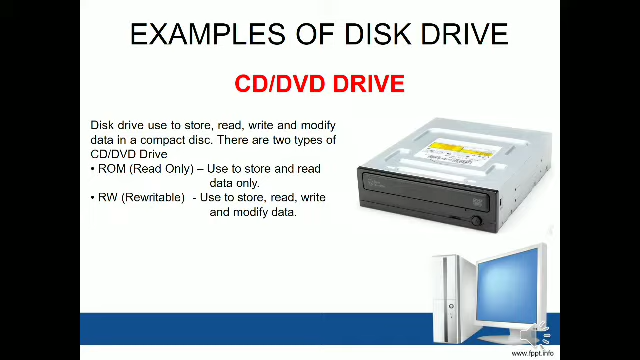 EXAMPLES OF DISK DRIVE
CD/DVD DRIVE
Disk drive use to store, read, write and modify
data in a compact disc. There are two types of
CD/DVD Drive
• ROM (Read Only) – Use to store and read
data only.
• RW (Rewritable) - Use to store, read, write
and modify data.
www.fppt.info